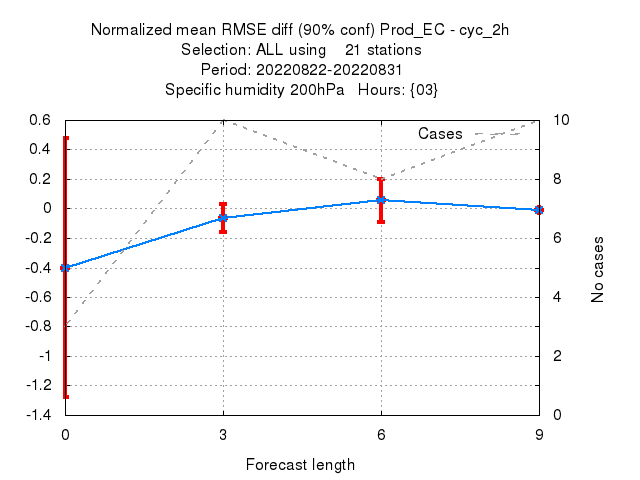 Normalized mean RMSE diff (90% conf) Prod_EC - cyc_2h
Selection: ALL using    21 stations
Period: 20220822-20220831
Specific humidity 200hPa   Hours: {03}
0.6
0.4
0.2
0
-0.2
-0.4
-0.6
-0.8
-1
-1.2
-1.4
Cases
10
8
6
4
2
0
No cases
0 3 6 9
Forecast length